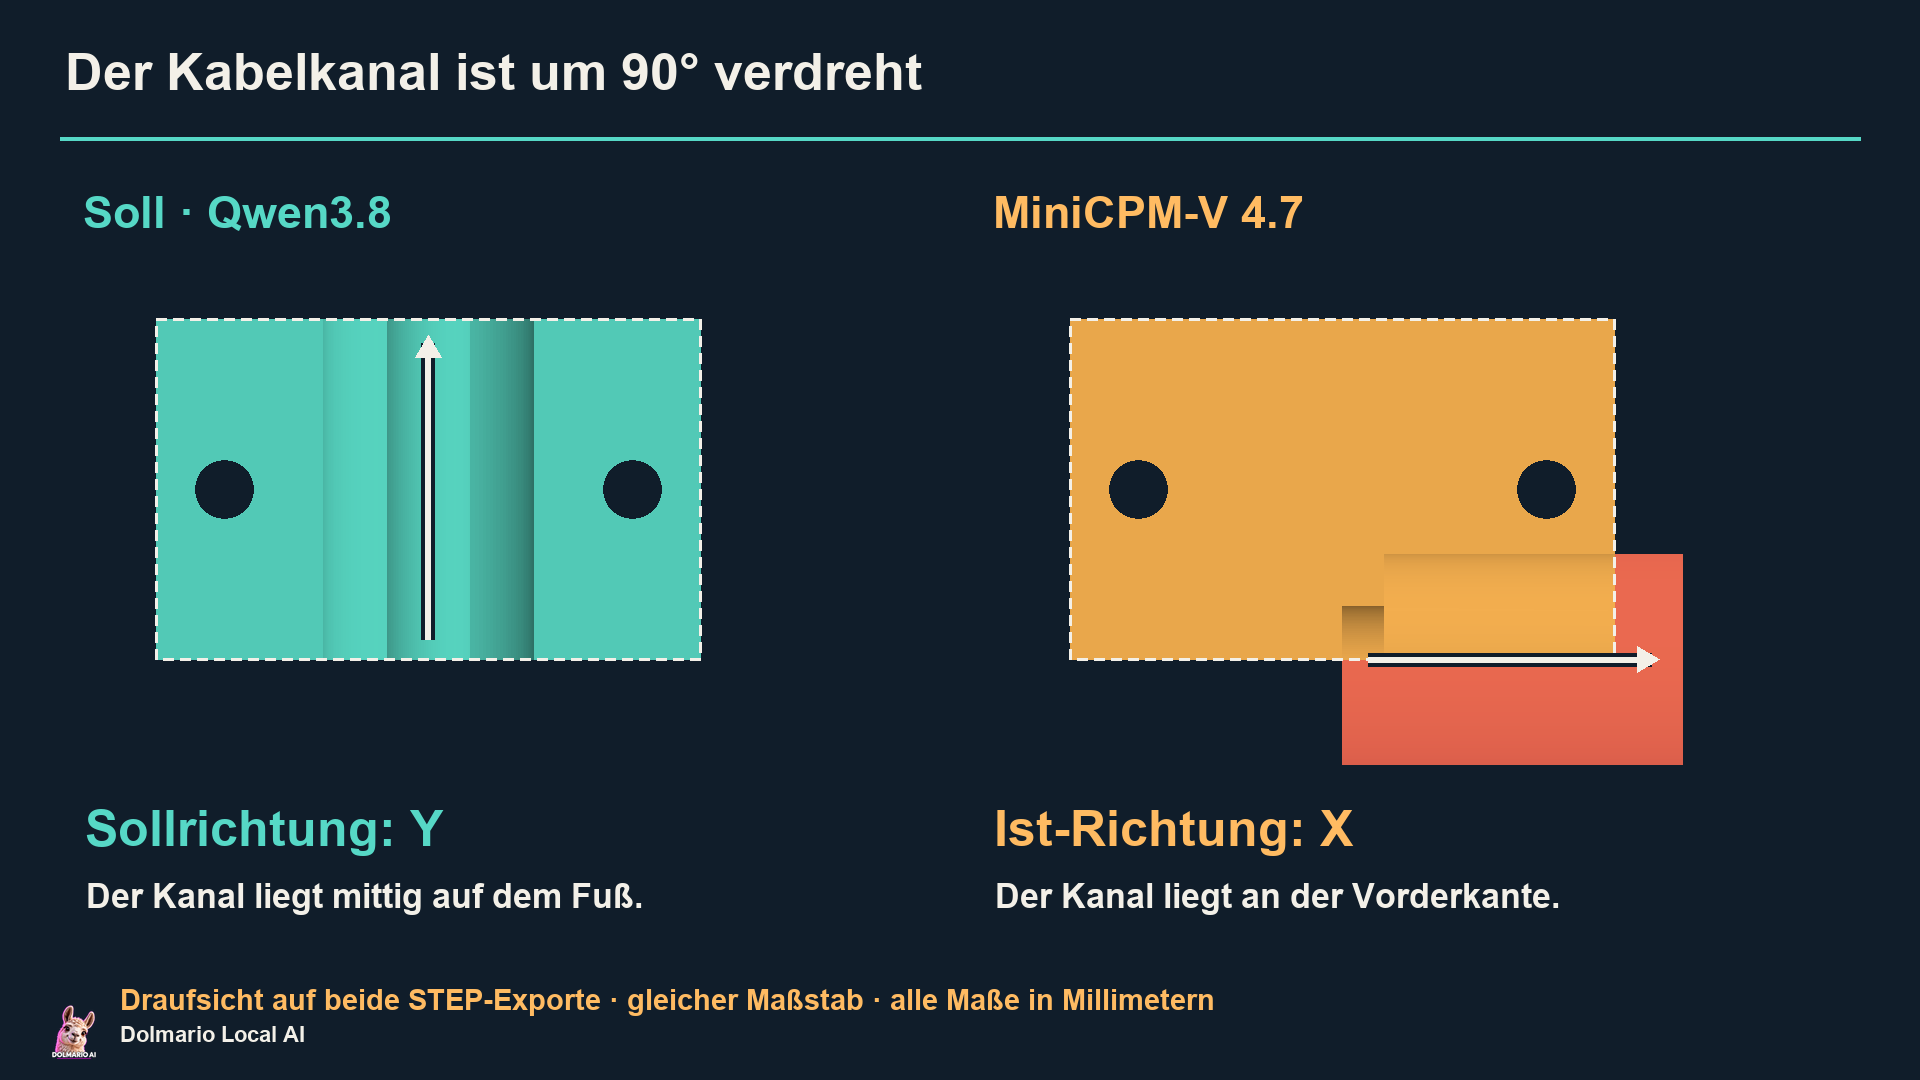 Der Kabelkanal ist um 90° verdreht
Soll · Qwen3.8
MiniCPM-V 4.7
Sollrichtung: Y
Der Kanal liegt mittig auf dem Fuß.
Ist-Richtung: X
Der Kanal liegt an der Vorderkante.
Draufsicht auf beide STEP-Exporte · gleicher Maßstab · alle Maße in Millimetern
Dolmario Local AI
DOLMARIO AI